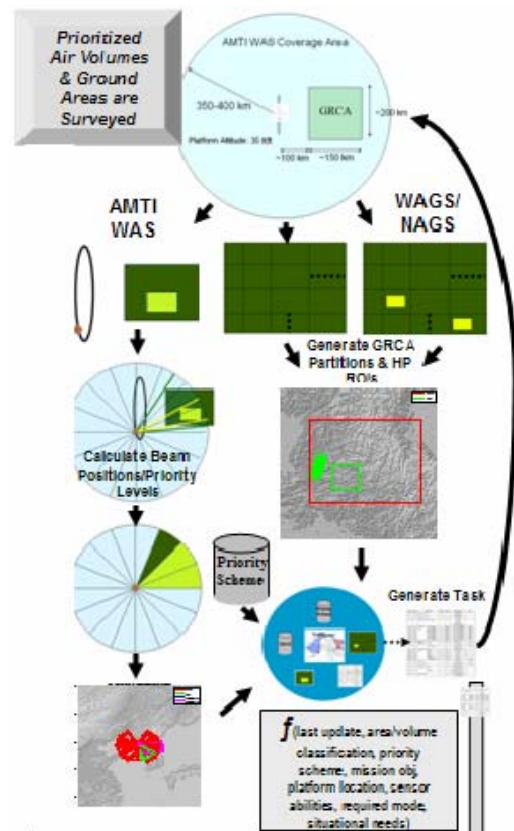 Prioritized
Air Volumes
& Ground
Areas are
Surveyed
AMTI WAS Coverage Area
350-400 km
GRCA
~200 km
Platform Altitude: 35 kft
~100 km
~150 km
AMTI
WAS
WAGS/
NAGS
Generate GRCA
Partitions & HP
ROIs
Calculate Beam
Positions/Priority
Levels
Priority
Scheme
Generate Task
f(last update, area/volume
classification, priority
scheme, mission obj,
platform location, sensor
abilities, required mode,
situational needs)